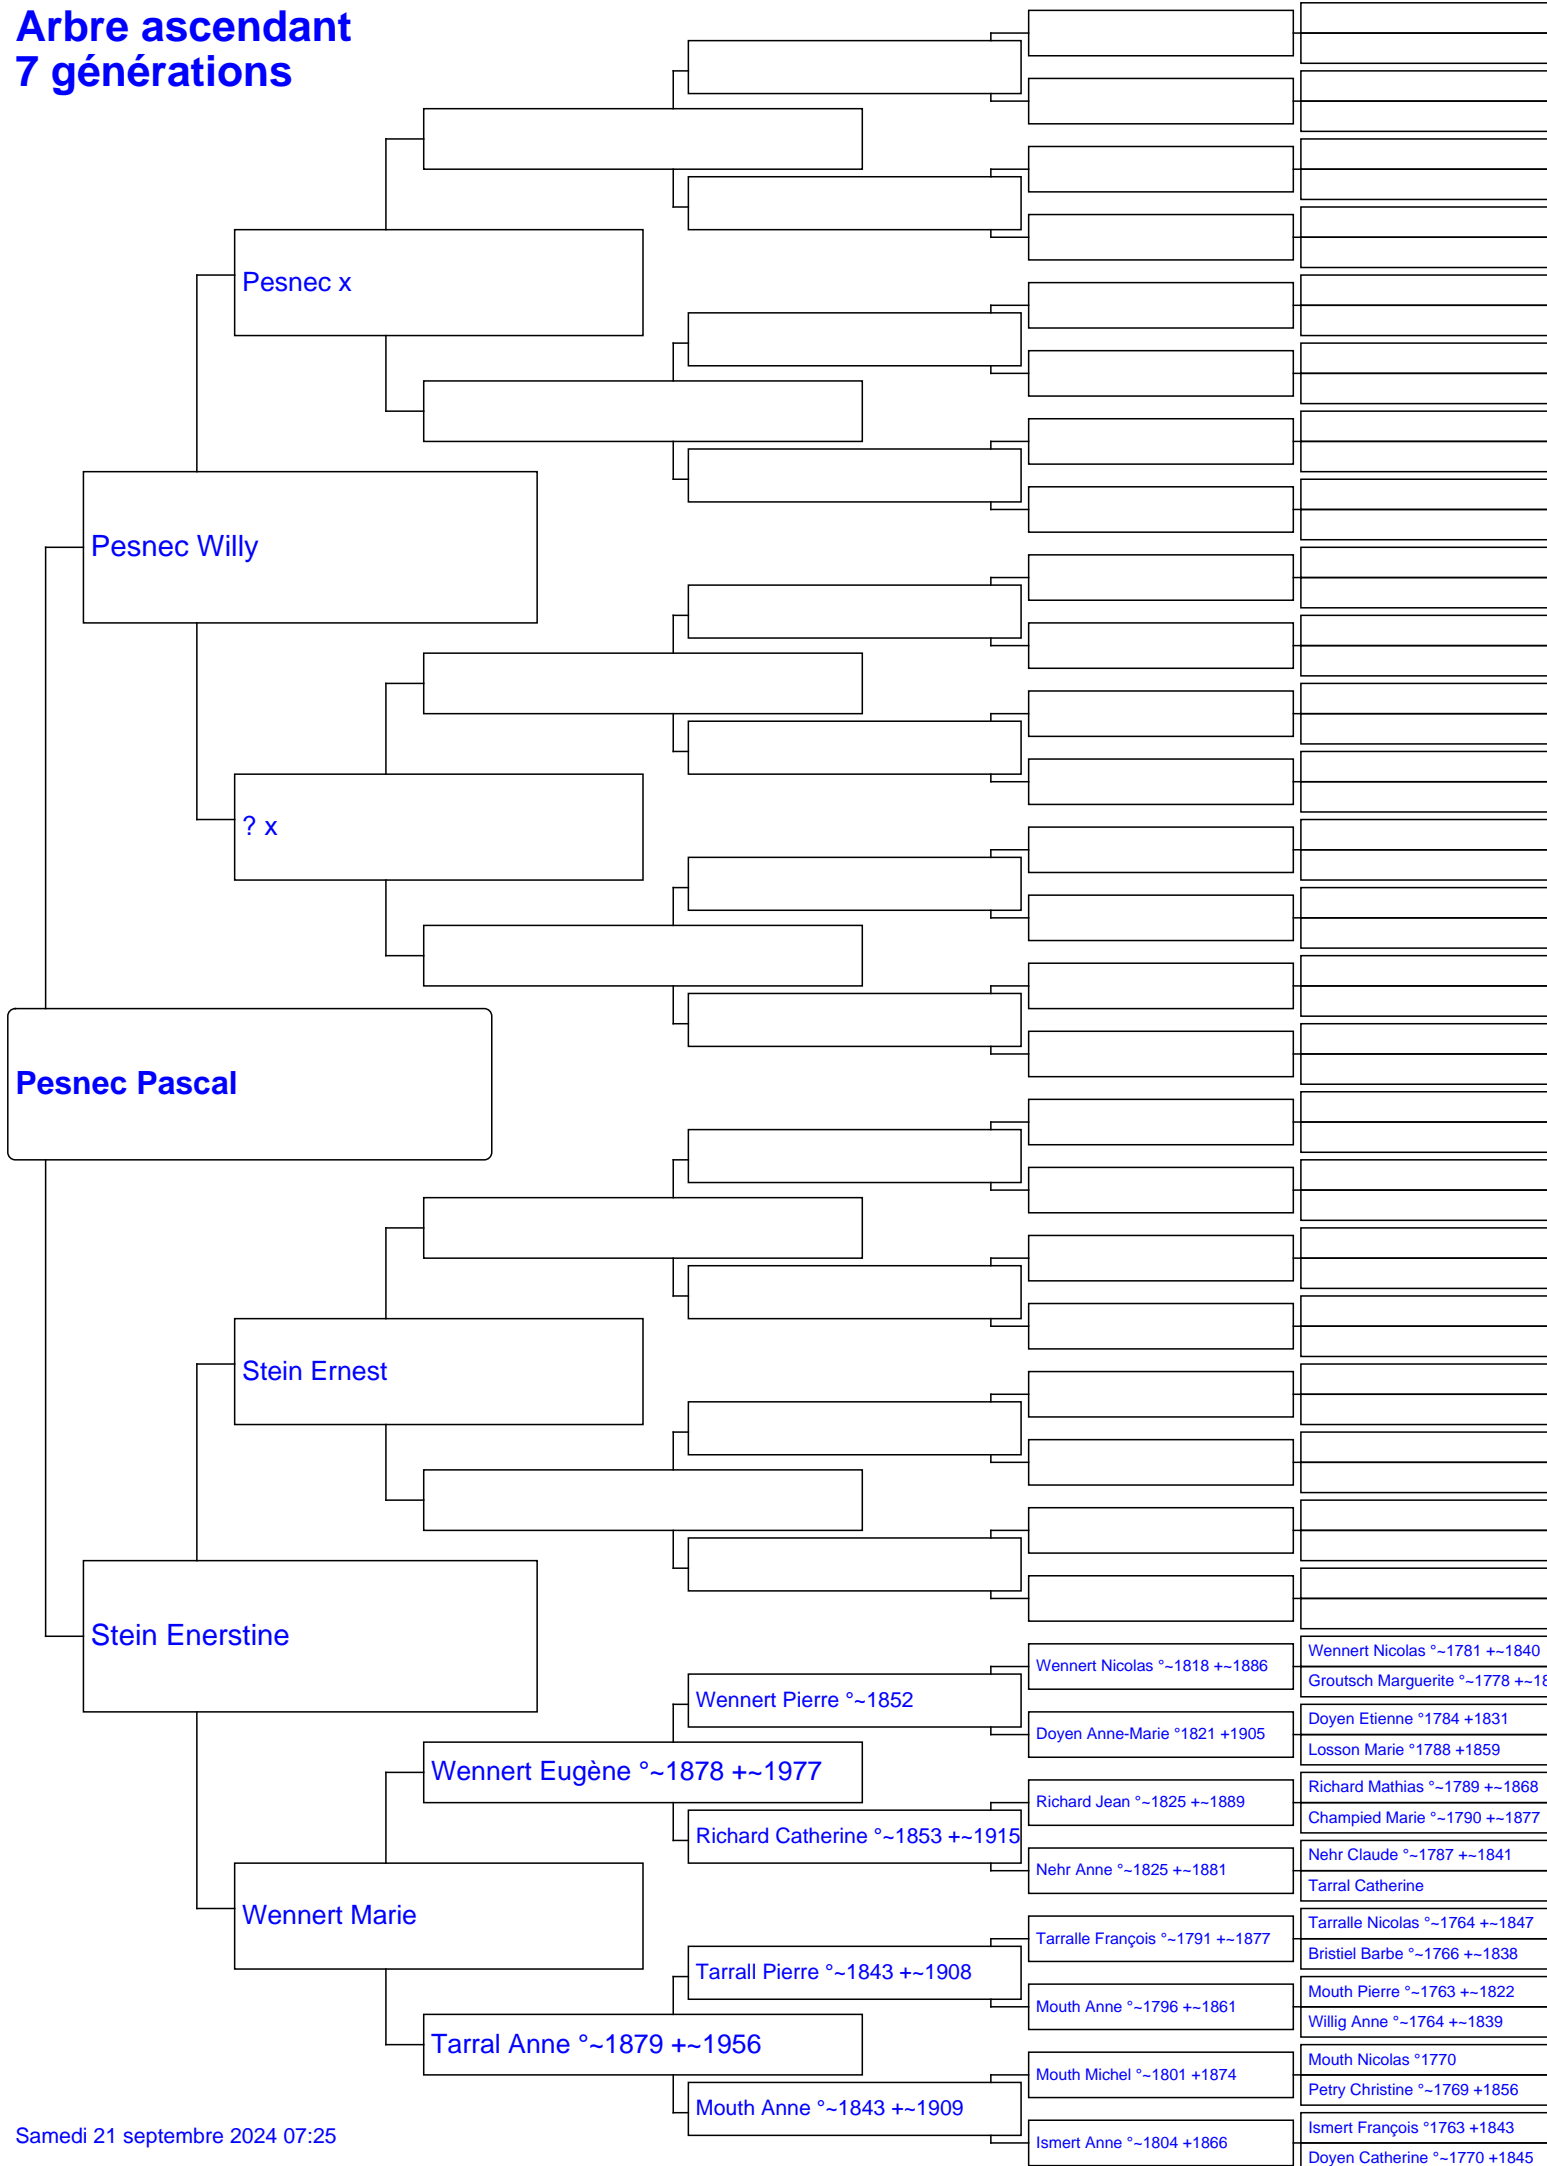 Arbre ascendant
7 générations
Pesnec x
Pesnec Willy
? x
Pesnec Pascal
Stein Ernest
Stein Enerstine
Wennert Nicolas °~1781 +~1840
Wennert Nicolas °~1818 +~1886
Groutsch Marguerite °~1778 +~18
Wennert Pierre °~1852
Doyen Etienne °1784 +1831
Doyen Anne-Marie °1821 +1905
Losson Marie °1788 +1859
Wennert Eugène °~1878 +~1977
Richard Mathias °~1789 +~1868
Richard Jean °~1825 +~1889
Champied Marie °~1790 +~1877
Richard Catherine °~1853 +~1915
Nehr Claude °~1787 +~1841
Nehr Anne °~1825 +~1881
Tarral Catherine
Wennert Marie
Tarralle Nicolas °~1764 +~1847
Tarralle François °~1791 +~1877
Bristiel Barbe °~1766 +~1838
Tarrall Pierre °~1843 +~1908
Mouth Pierre °~1763 +~1822
Mouth Anne °~1796 +~1861
Willig Anne °~1764 +~1839
Tarral Anne °~1879 +~1956
Mouth Nicolas °1770
Mouth Michel °~1801 +1874
Petry Christine °~1769 +1856
Mouth Anne °~1843 +~1909
Ismert François °1763 +1843
Ismert Anne °~1804 +1866
Doyen Catherine °~1770 +1845
Samedi 21 septembre 2024 07:25